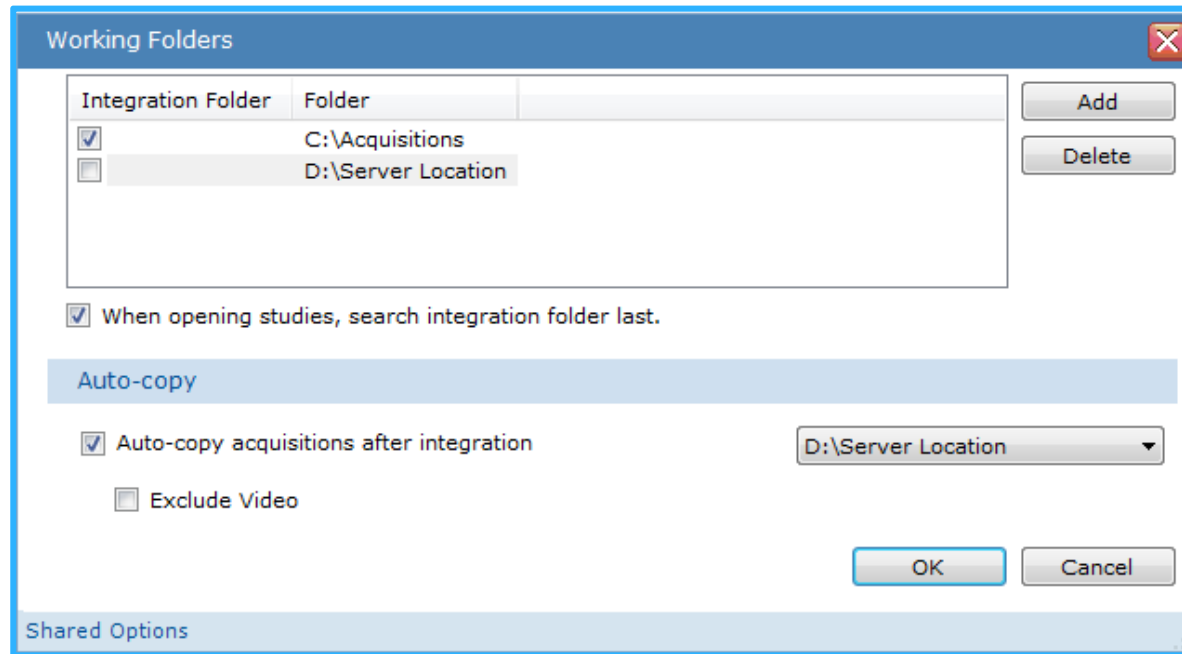 Working Folders
Integration Folder Folder
C:\Acquisitions
D:\Server Location
Add
Delete
When opening studies, search integration folder last.
Auto-copy
Auto-copy acquisitions after integration D:\Server Location
Exclude Video
OK Cancel
Shared Options